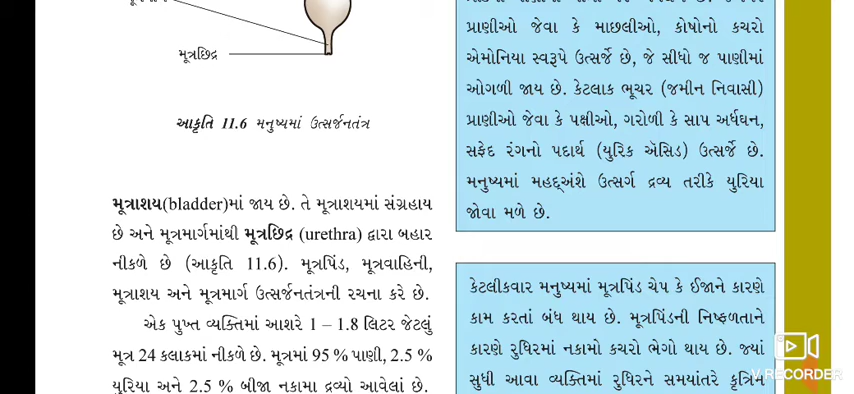 મૂત્રછિદ્ર
આકૃતિ 11.6 મનુષ્યમાં ઉત્સર્જનતંત્ર
મૂત્રાશય(bladder)માં જાય છે. તે મૂત્રાશયમાં સંગ્રહાય
છે અને મૂત્રમાર્ગમાંથી મૂત્રછિદ્ર (urethra) દ્વારા બહાર
નીકળે છે (આકૃતિ 11.6). મૂત્રપિંડ, મૂત્રવાહિની,
મૂત્રાશય અને મૂત્રમાર્ગ ઉત્સર્જનતંત્રની રચના કરે છે.
એક પુખ્ત વ્યક્તિમાં આશરે 1 – 1.8 લિટર જેટલું
મૂત્ર 24 કલાકમાં નીકળે છે. મૂત્રમાં 95 % પાણી, 2.5 %
યુરિયા અને 2.5 % બીજા નકામા દ્રવ્યો આવેલાં છે.
પ્રાણીઓ જેવા કે માછલીઓ, કોષોનો કચરો
એમોનિયા સ્વરૂપે ઉત્સર્જે છે, જે સીધો જ પાણીમાં
ઓગળી જાય છે. કેટલાક ભૂચર (જમીન નિવાસી)
પ્રાણીઓ જેવા કે પક્ષીઓ, ગરોળી કે સાપ અર્ધઘન,
સફેદ રંગનો પદાર્થ (યુરિક ઍસિડ) ઉત્સર્જે છે.
મનુષ્યમાં મહદ્અંશે ઉત્સર્ગ દ્રવ્ય તરીકે યુરિયા
જોવા મળે છે.
કેટલીકવાર મનુષ્યમાં મૂત્રપિંડ ચેપ કે ઈજાને કારણે
કામ કરતાં બંધ થાય છે. મૂત્રપિંડની નિષ્ફળતાને
કારણે રુધિરમાં નકામો કચરો ભેગો થાય છે. જ્યાં
સુધી આવા વ્યક્તિમાં રુધિરને સમયાંતરે કૃત્રિમ
V.RECORDER